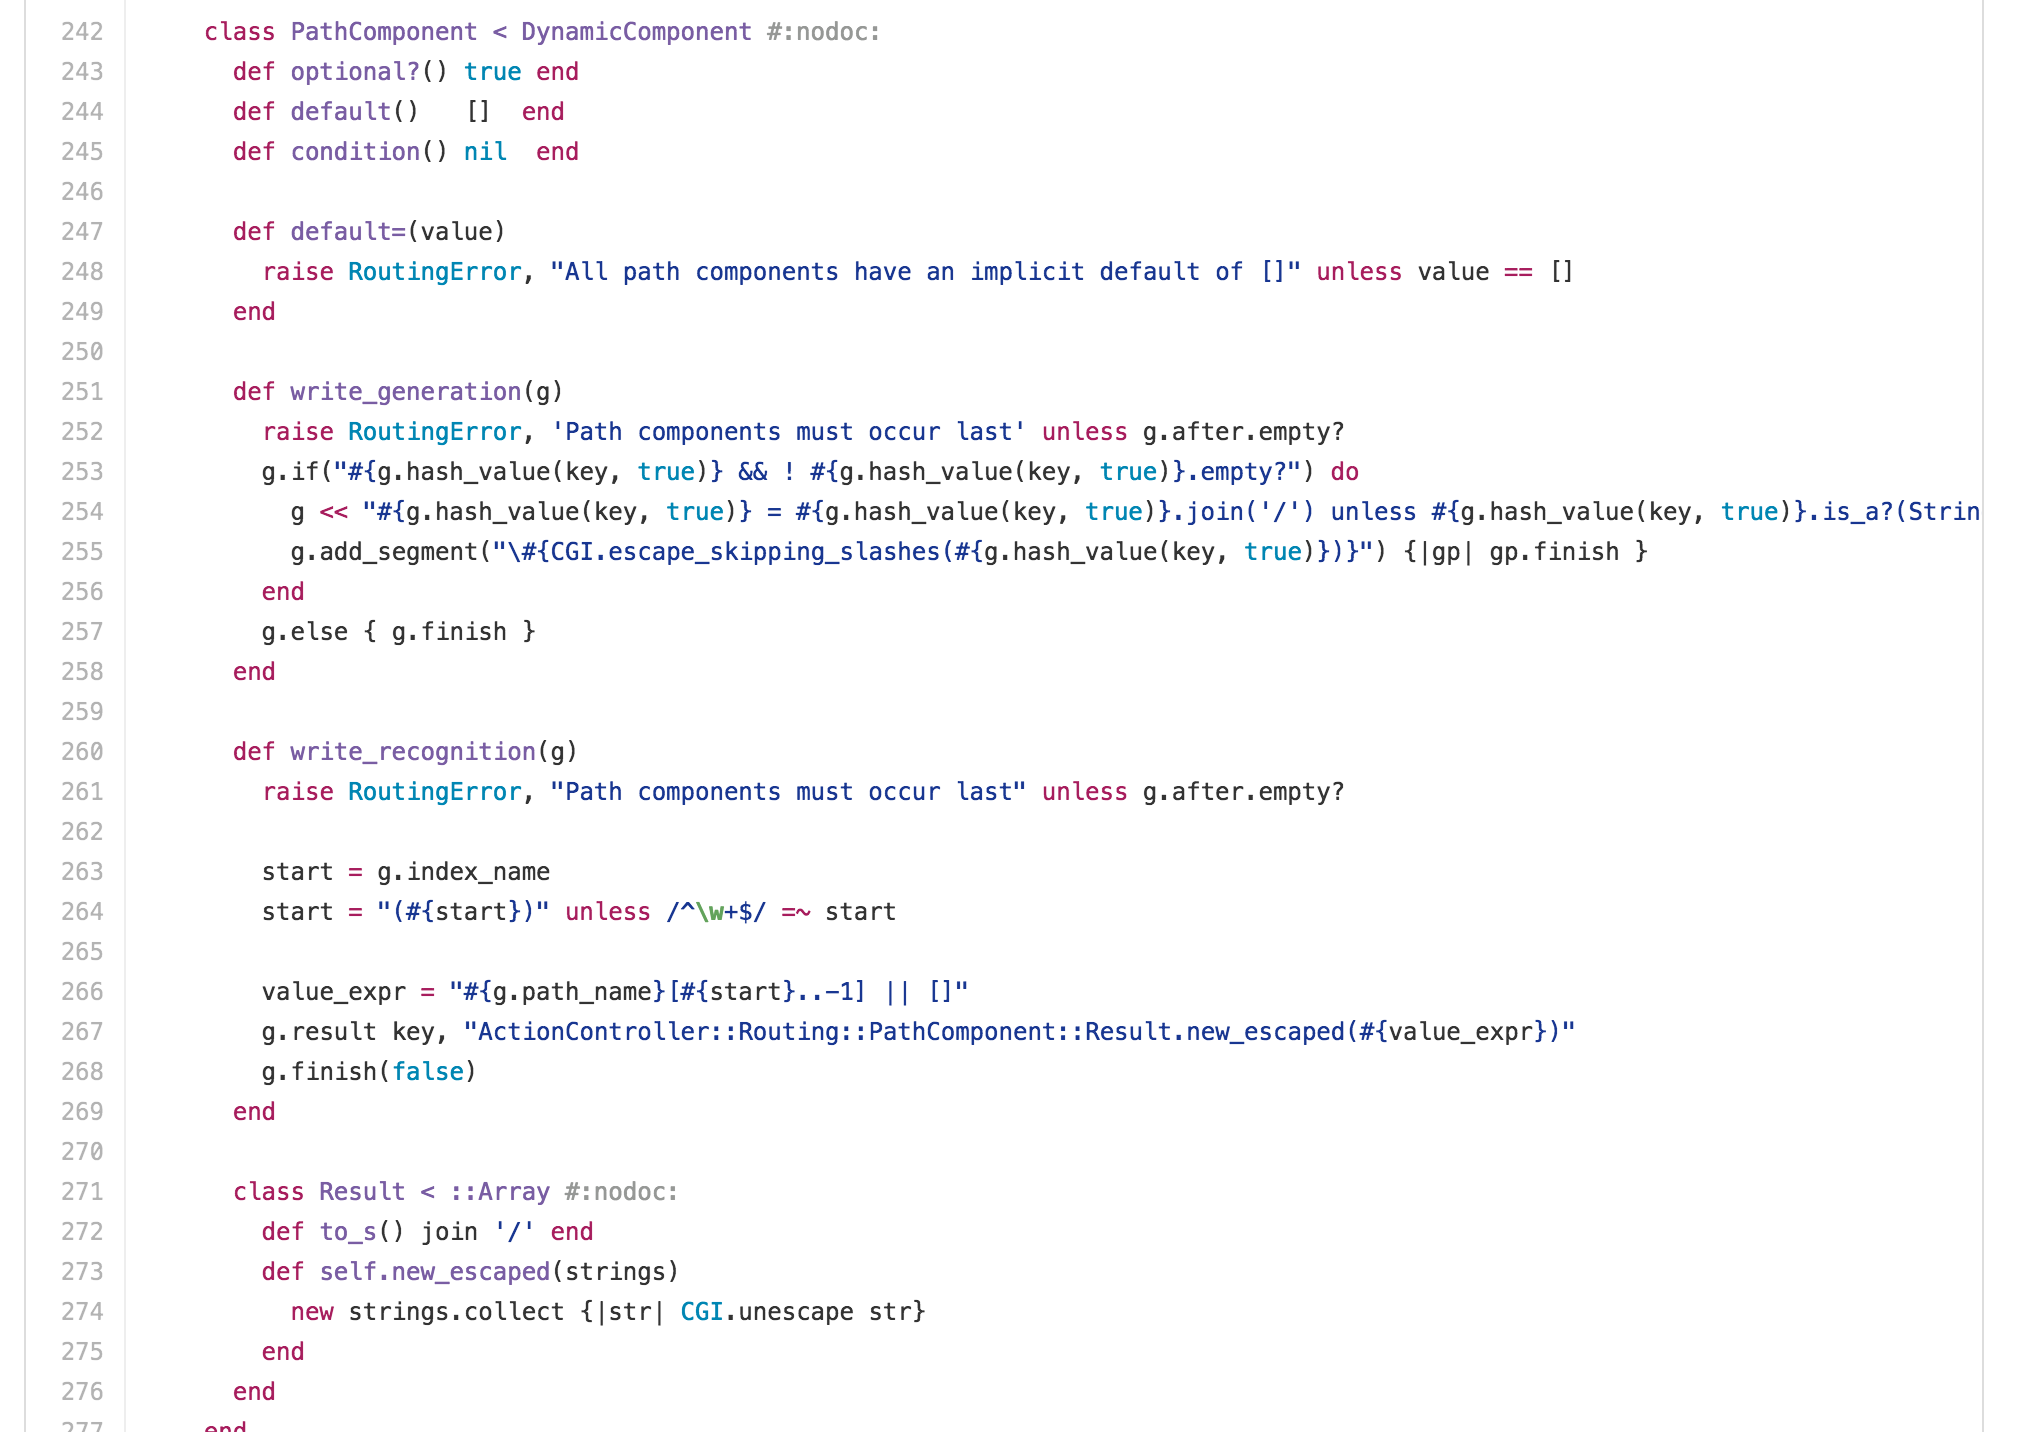 242 class PathComponent < DynamicComponent #:nodoc:
243 def optional?() true end
244 def default()   []  end
245 def condition() nil  end
246
247 def default=(value)
248 raise RoutingError, "All path components have an implicit default of []" unless value == []
249 end
250
251 def write_generation(g)
252 raise RoutingError, 'Path components must occur last' unless g.after.empty?
253 g.if("#{g.hash_value(key, true)} && ! #{g.hash_value(key, true)}.empty?") do
254 g << "#{g.hash_value(key, true)} = #{g.hash_value(key, true)}.join('/') unless #{g.hash_value(key, true)}.is_a?(Strin
255 g.add_segment("\#{CGI.escape_skipping_slashes(#{g.hash_value(key, true)})}") {|gp| gp.finish }
256 end
257 g.else { g.finish }
258 end
259
260 def write_recognition(g)
261 raise RoutingError, "Path components must occur last" unless g.after.empty?
262
263 start = g.index_name
264 start = "(#{start})" unless /^\w+$/ =~ start
265
266 value_expr = "#{g.path_name}[#{start}..-1] || []"
267 g.result key, "ActionController::Routing::PathComponent::Result.new_escaped(#{value_expr})"
268 g.finish(false)
269 end
270
271 class Result < ::Array #:nodoc:
272 def to_s() join '/' end
273 def self.new_escaped(strings)
274 new strings.collect {|str| CGI.unescape str}
275 end
276 end
277 end